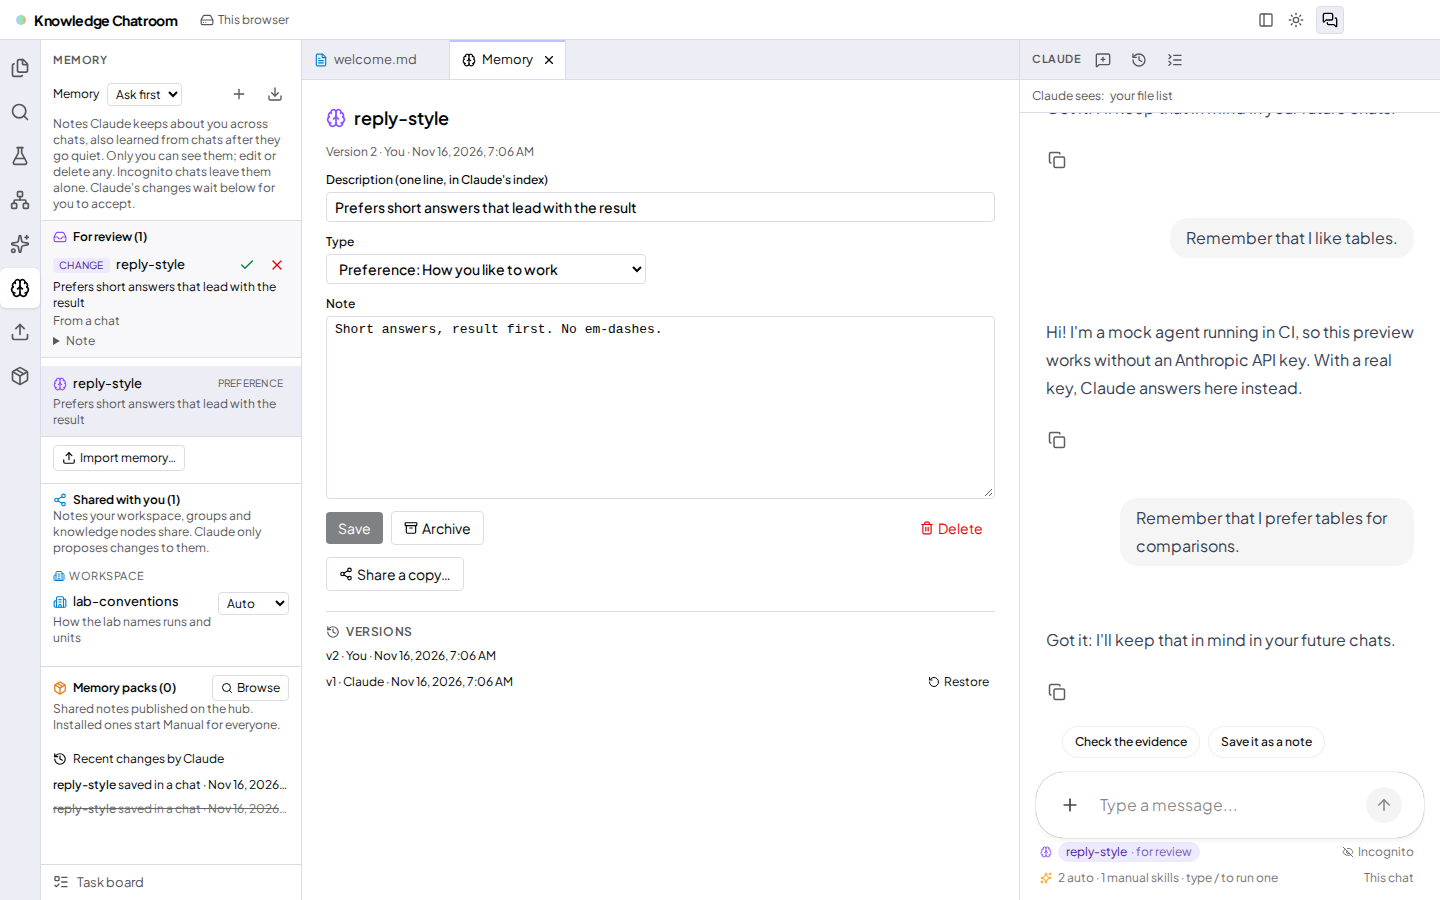 Knowledge Chatroom
This browser
MEMORY
Memory
Ask first
Notes Claude keeps about you across
chats, also learned from chats after they
go quiet. Only you can see them; edit or
delete any. Incognito chats leave them
alone. Claude's changes wait below for
you to accept.
For review (1)
CHANGE reply-style
Prefers short answers that lead with the
result
From a chat
Note
reply-style PREFERENCE
Prefers short answers that lead with the
result
Import memory...
Shared with you (1)
Notes your workspace, groups and
knowledge nodes share. Claude only
proposes changes to them.
WORKSPACE
lab-conventions Auto
How the lab names runs and
units
Memory packs (0) Browse
Shared notes published on the hub.
Installed ones start Manual for everyone.
Recent changes by Claude
reply-style saved in a chat · Nov 16, 2026...
reply-style saved in a chat · Nov 16, 2026...
Task board
welcome.md
Memory
reply-style
Version 2 · You · Nov 16, 2026, 7:06 AM
Description (one line, in Claude's index)
Prefers short answers that lead with the result
Type
Preference: How you like to work
Note
Short answers, result first. No em-dashes.
Save
Archive
Delete
Share a copy...
VERSIONS
v2 · You · Nov 16, 2026, 7:06 AM
v1 · Claude · Nov 16, 2026, 7:06 AM
Restore
CLAUDE
Claude sees: your file list
Remember that I like tables.
Hi! I'm a mock agent running in CI, so this preview
works without an Anthropic API key. With a real
key, Claude answers here instead.
Remember that I prefer tables for
comparisons.
Got it: I'll keep that in mind in your future chats.
Check the evidence
Save it as a note
Type a message...
reply-style · for review
Incognito
2 auto · 1 manual skills · type / to run one
This chat